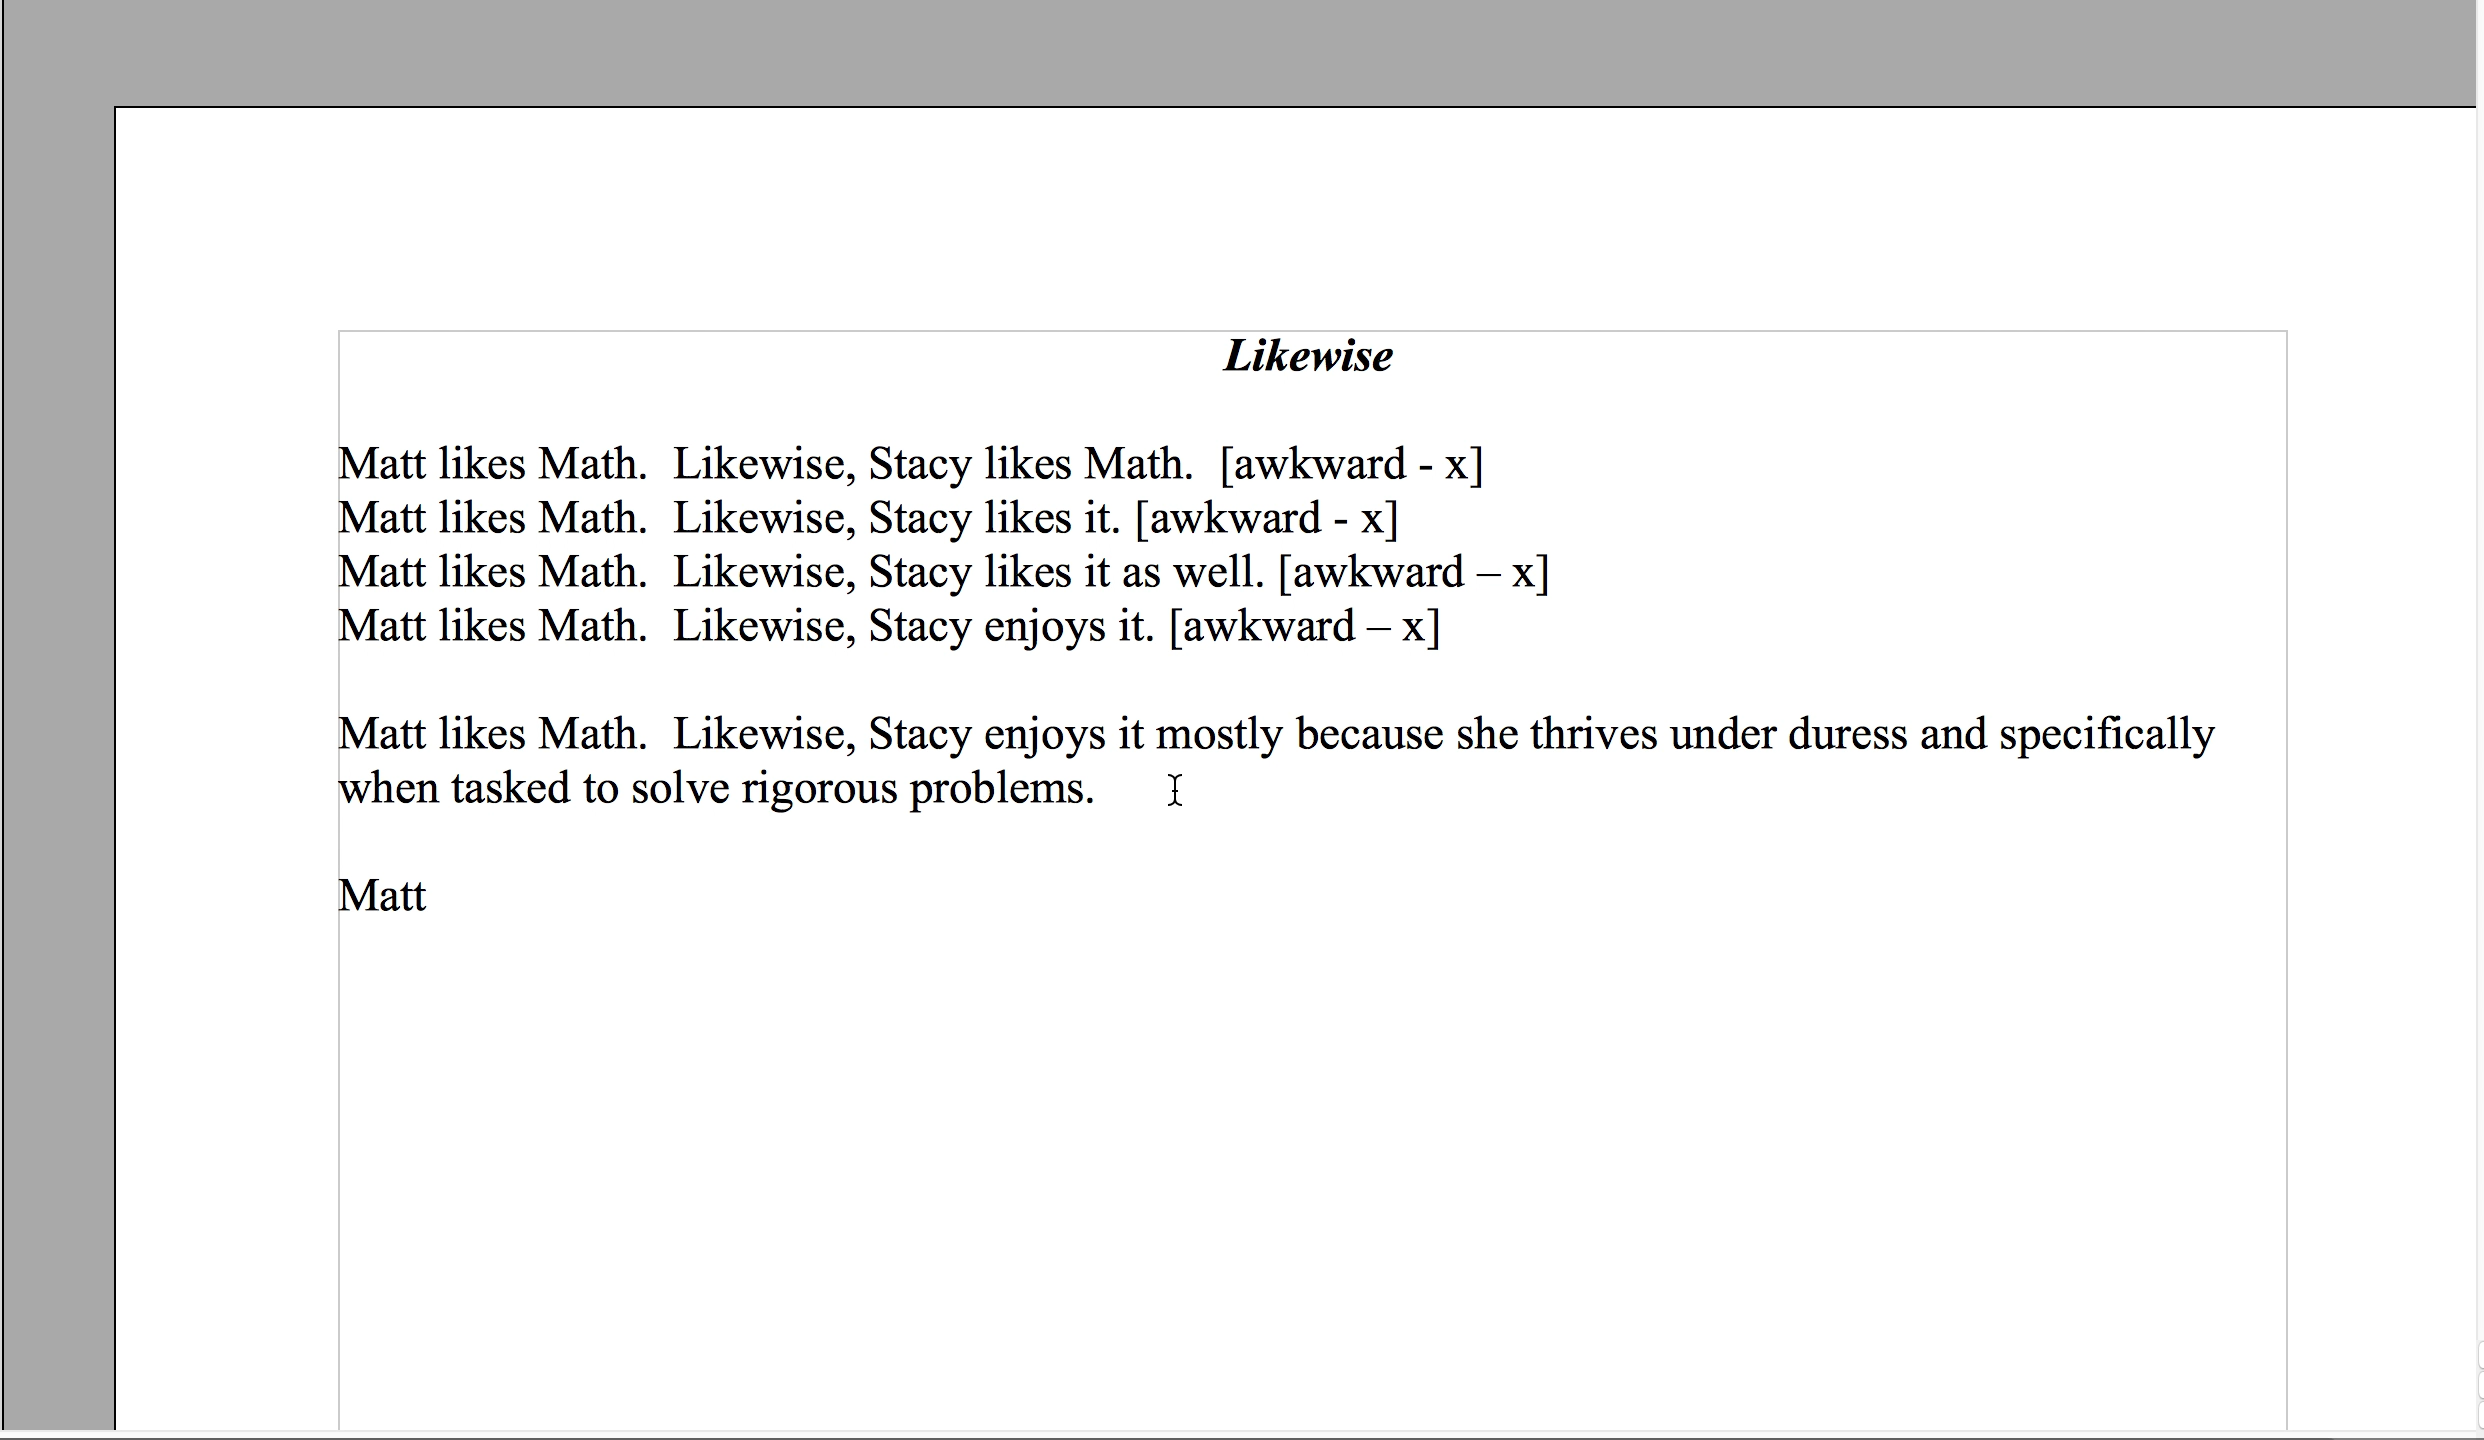 Likewise
Matt likes Math.  Likewise, Stacy likes Math.  [awkward - x]
Matt likes Math.  Likewise, Stacy likes it. [awkward - x]
Matt likes Math.  Likewise, Stacy likes it as well. [awkward – x]
Matt likes Math.  Likewise, Stacy enjoys it. [awkward – x]
Matt likes Math.  Likewise, Stacy enjoys it mostly because she thrives under duress and specifically
when tasked to solve rigorous problems.
Matt